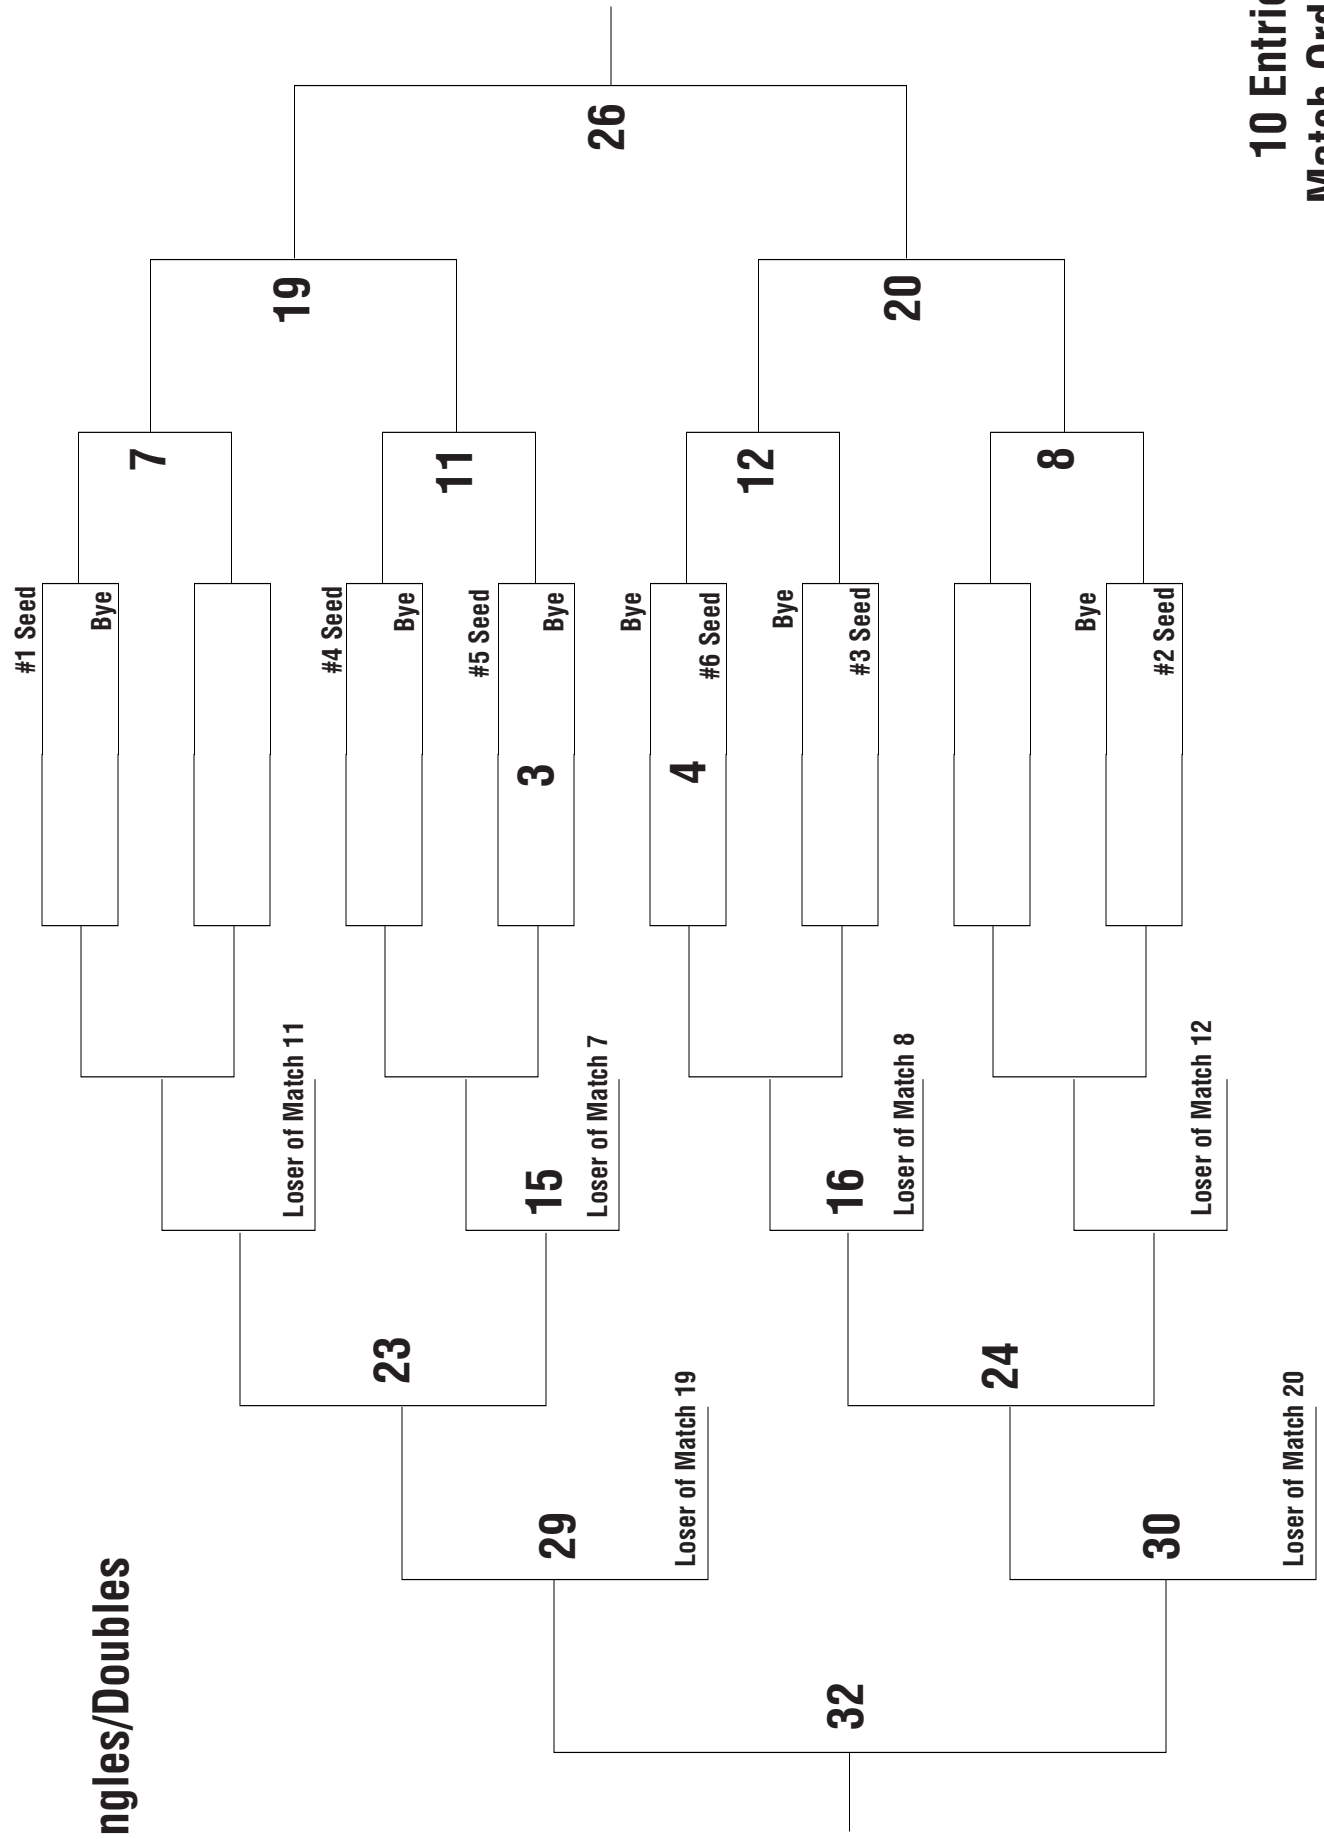 #1 Seed
ngles/Doubles
Bye
7
Loser of Match 11
19
#4 Seed
23
Bye
11
#5 Seed
15
3
Bye
29
Loser of Match 7
26
Bye
Loser of Match 19
4
#6 Seed
12
Bye
32
16
#3 Seed
Loser of Match 8
20
24
8
Bye
30
#2 Seed
Loser of Match 12
10 Entrie
Loser of Match 20
Match Ord